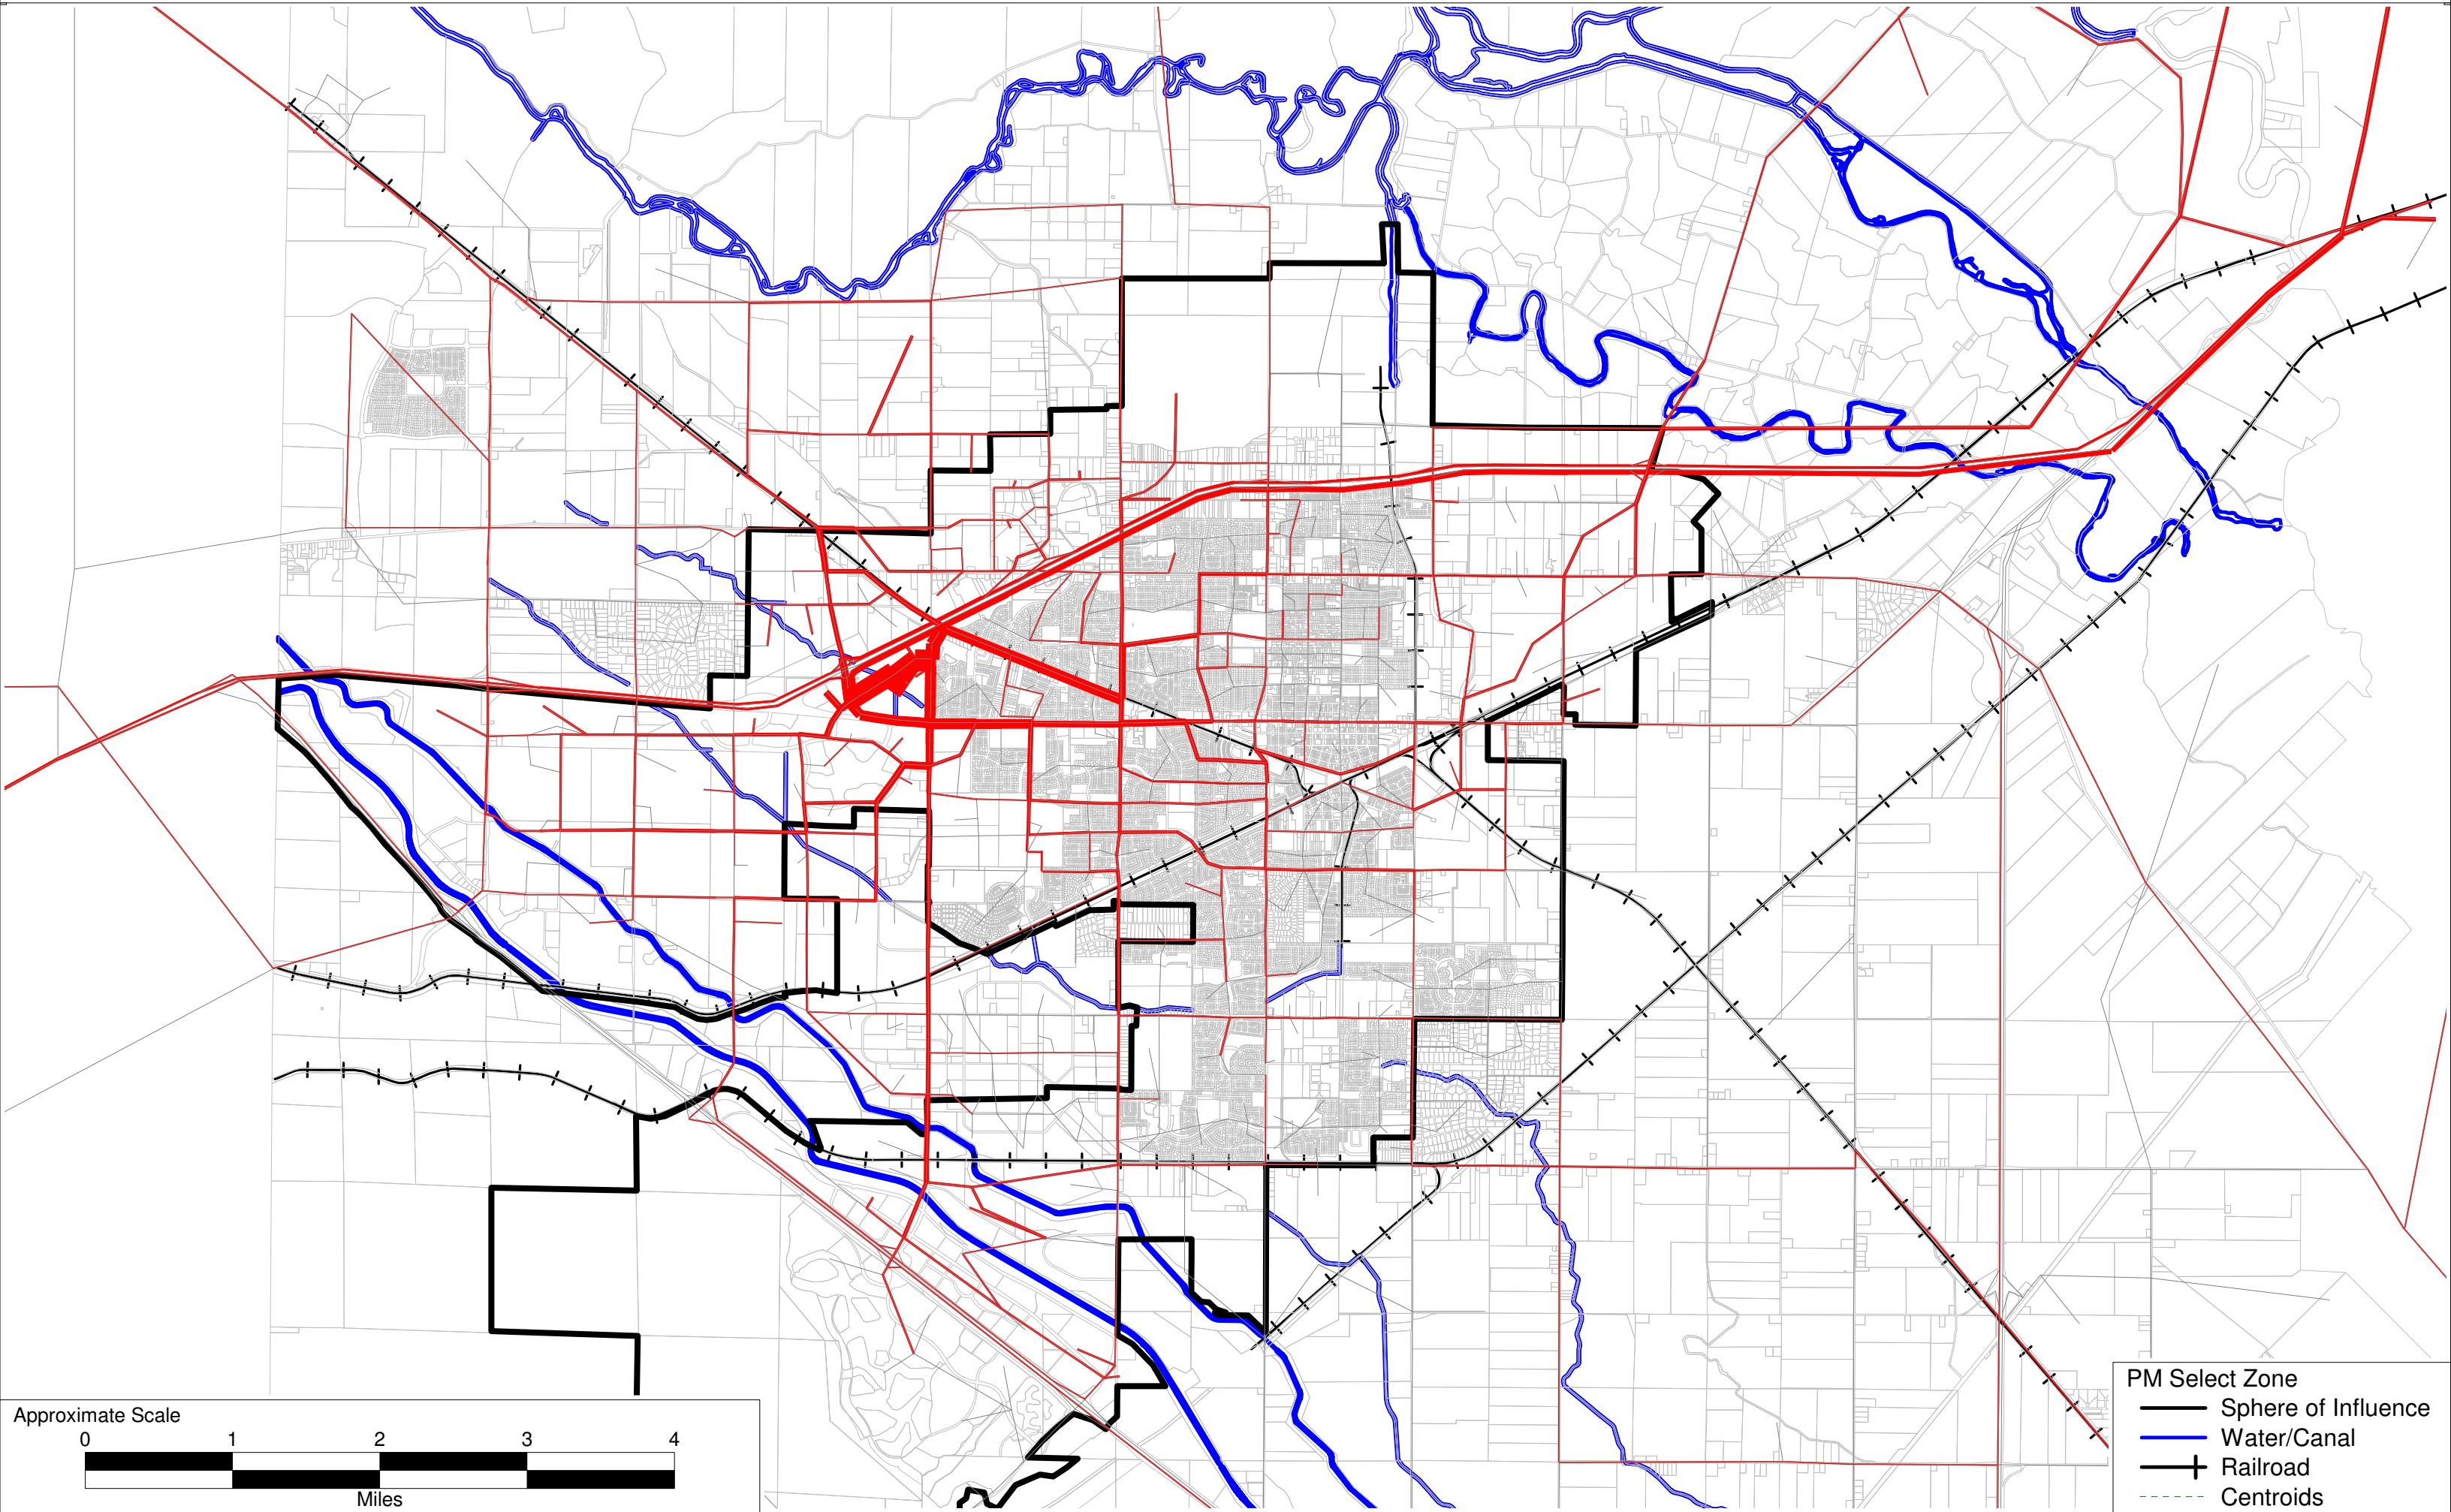 Approximate Scale
0 1 2 3 4
Miles
PM Select Zone
Sphere of Influence
Water/Canal
Railroad
Centroids